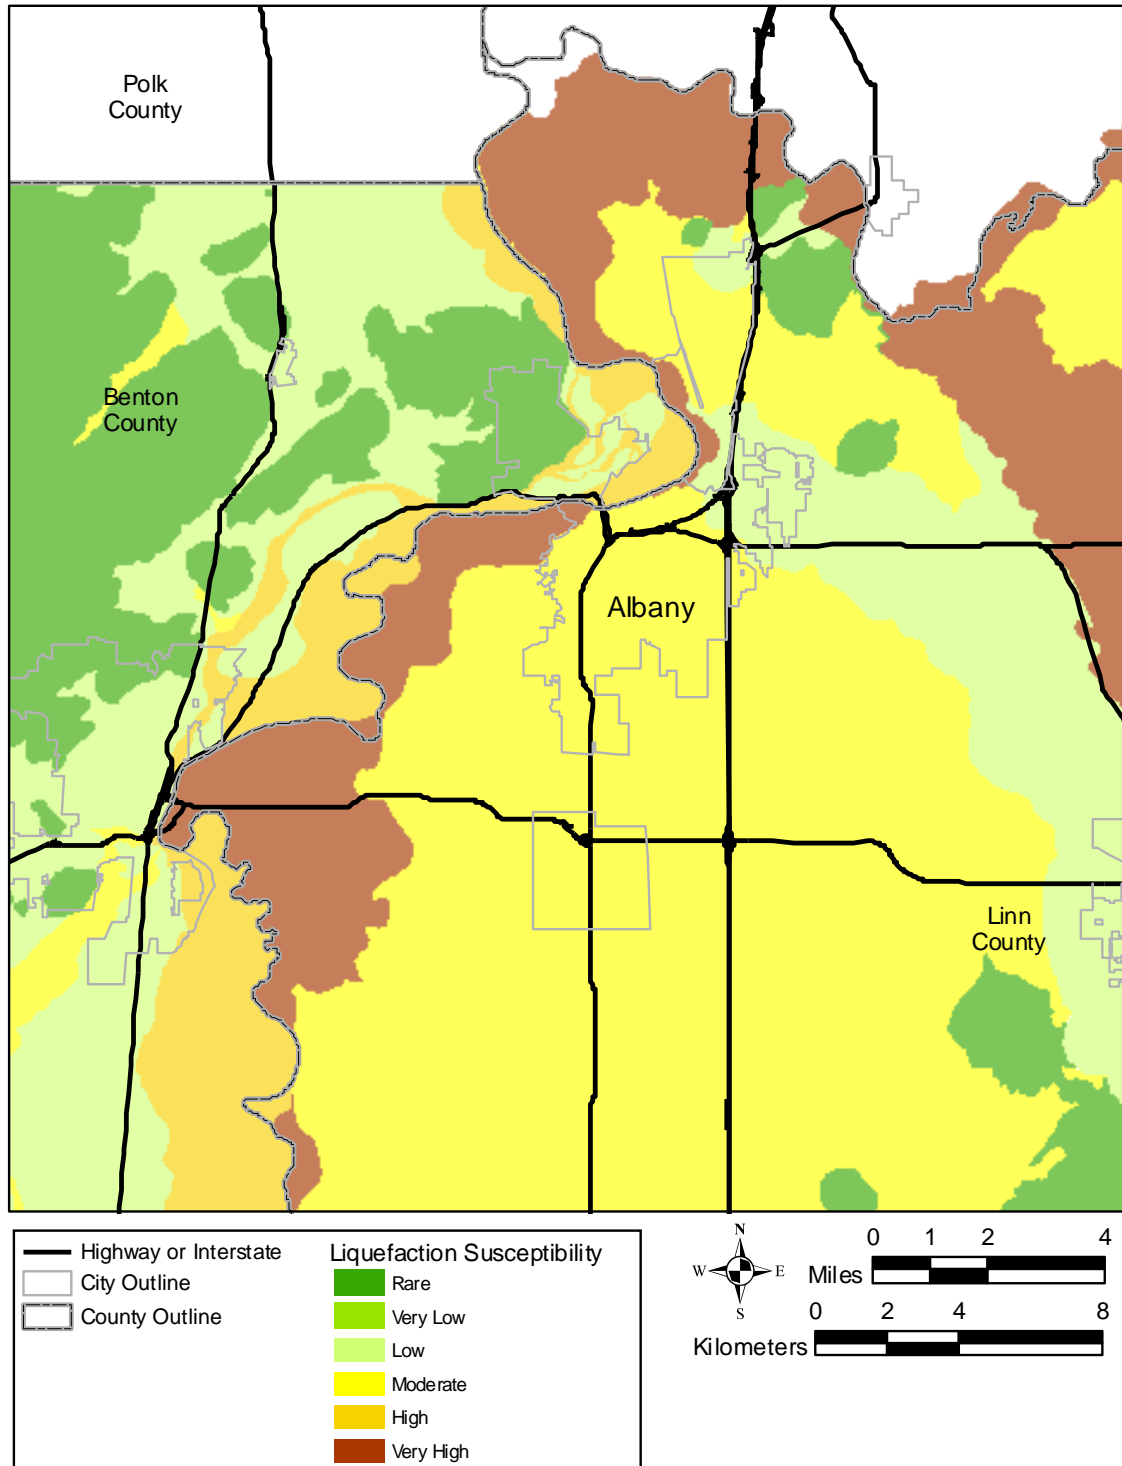 Polk
County
Benton
County
Albany
Linn
County
Highway or Interstate
City Outline
County Outline
Liquefaction Susceptibility
Rare
Very Low
Low
Moderate
High
Very High
N
W E
S
0 1 2 4
Miles
0 2 4 8
Kilometers